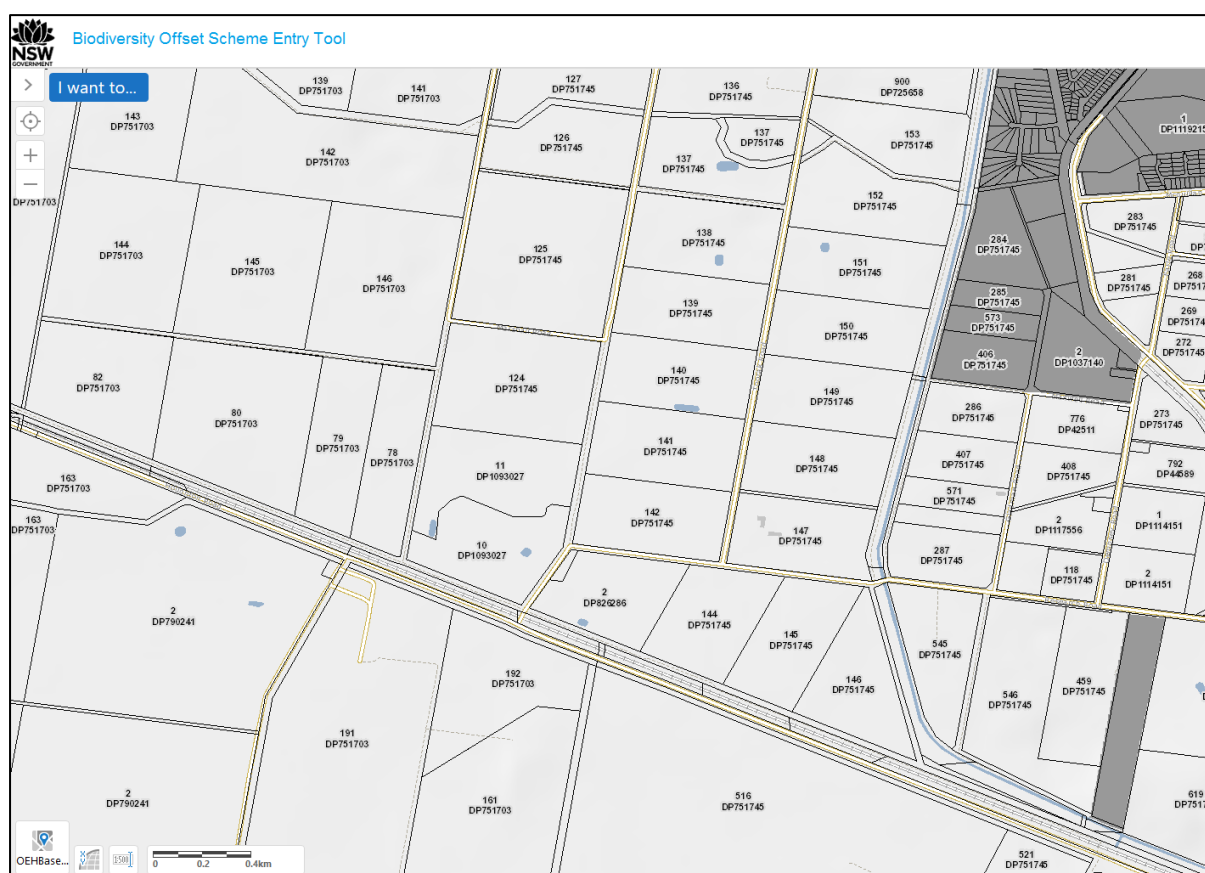 NSW
GOVERNMENT
Biodiversity Offset Scheme Entry Tool
I want to...
139
DP751703
141
DP751703
127
DP751745
136
DP751745
900
DP725658
1
DP1119215
143
DP751703
142
DP751703
126
DP751745
137
DP751745
137
DP751745
153
DP751745
DP751703
152
DP751745
283
DP751745
144
DP751703
145
DP751703
146
DP751703
125
DP751745
138
DP751745
151
DP751745
284
DP751745
281
DP751745
268
285
DP751745
573
DP751745
269
139
DP751745
150
DP751745
406
DP751745
2
DP1037140
272
DP751745
82
DP751703
80
DP751703
124
DP751745
140
DP751745
149
DP751745
286
DP751745
776
DP42511
273
DP751745
79
DP751703
78
DP751703
11
DP1093027
141
DP751745
148
DP751745
407
DP751745
408
DP751745
792
DP44589
571
DP751745
163
DP751703
163
DP751703
142
DP751745
147
DP751745
2
DP1117556
1
DP1114151
10
DP1093027
287
DP751745
118
DP751745
2
DP1114151
2
DP790241
2
DP826286
144
DP751745
145
DP751745
146
DP751745
545
DP751745
192
DP751703
546
DP751745
459
DP751745
191
DP751703
2
DP790241
161
DP751703
516
DP751745
619
521
DP751745
OEHBase...
1500
0 0.2 0.4km